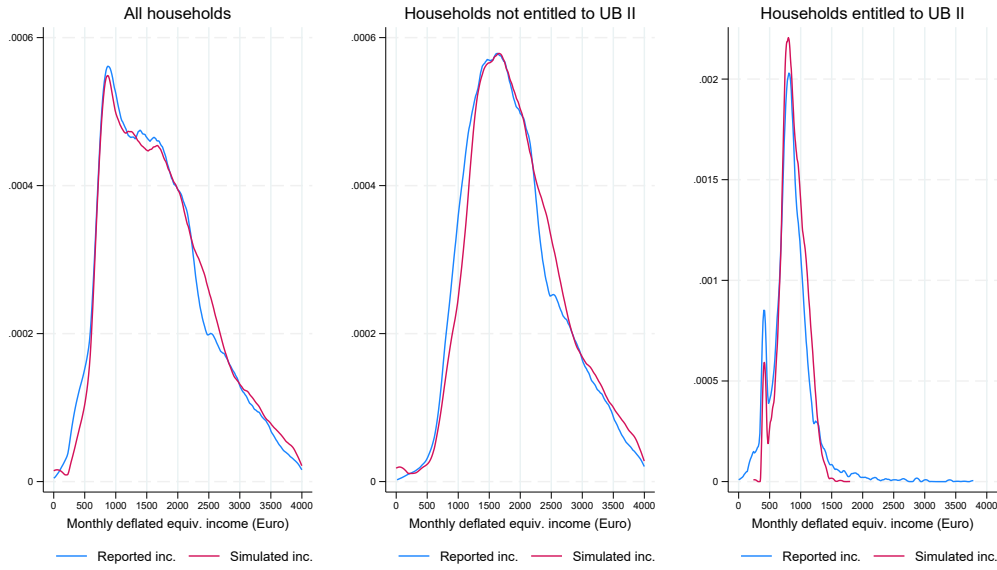 All households
.0006
.0004
.0002
0
0 500 1000 1500 2000 2500 3000 3500 4000
Monthly deflated equiv. income (Euro)
Reported inc. Simulated inc.
Households not entitled to UB II
.0006
.0004
.0002
0
0 500 1000 1500 2000 2500 3000 3500 4000
Monthly deflated equiv. income (Euro)
Reported inc. Simulated inc.
Households entitled to UB II
.002
.0015
.001
.0005
0
0 500 1000 1500 2000 2500 3000 3500 4000
Monthly deflated equiv. income (Euro)
Reported inc. Simulated inc.